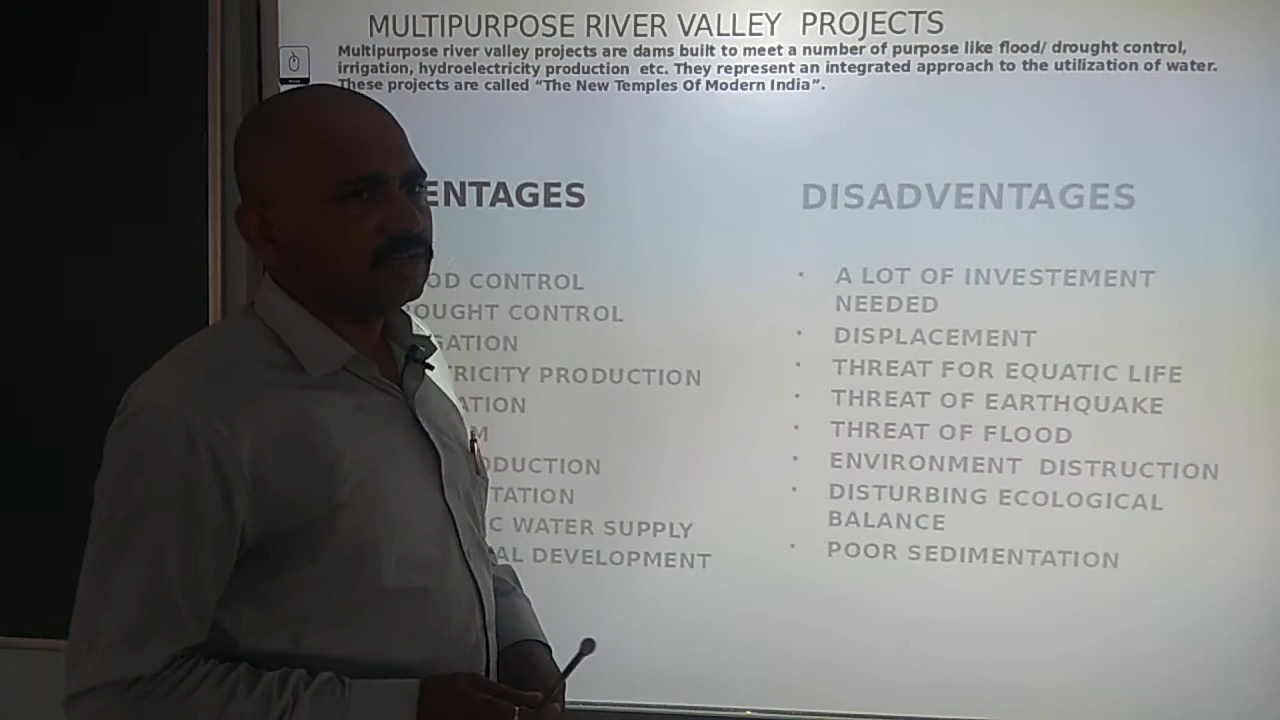 MULTIPURPOSE RIVER VALLEY PROJECTS
Multipurpose river valley projects are dams built to meet a number of purpose like flood/ drought control,
irrigation, hydroelectricity production etc. They represent an integrated approach to the utilization of water.
These projects are called “The New Temples Of Modern India”.
ENTAGES
OD CONTROL
OUGHT CONTROL
GATION
TRICITY PRODUCTION
ATION
M
ODUCTION
TATION
C WATER SUPPLY
AL DEVELOPMENT
DISADVENTAGES
• A LOT OF INVESTEMENT
NEEDED
• DISPLACEMENT
• THREAT FOR EQUATIC LIFE
• THREAT OF EARTHQUAKE
• THREAT OF FLOOD
• ENVIRONMENT DISTRUCTION
• DISTURBING ECOLOGICAL
BALANCE
• POOR SEDIMENTATION